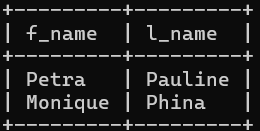 +---------+----------+
| f_name  | l_name   |
+---------+----------+
| Petra   | Pauline  |
| Monique | Phina    |
+---------+----------+